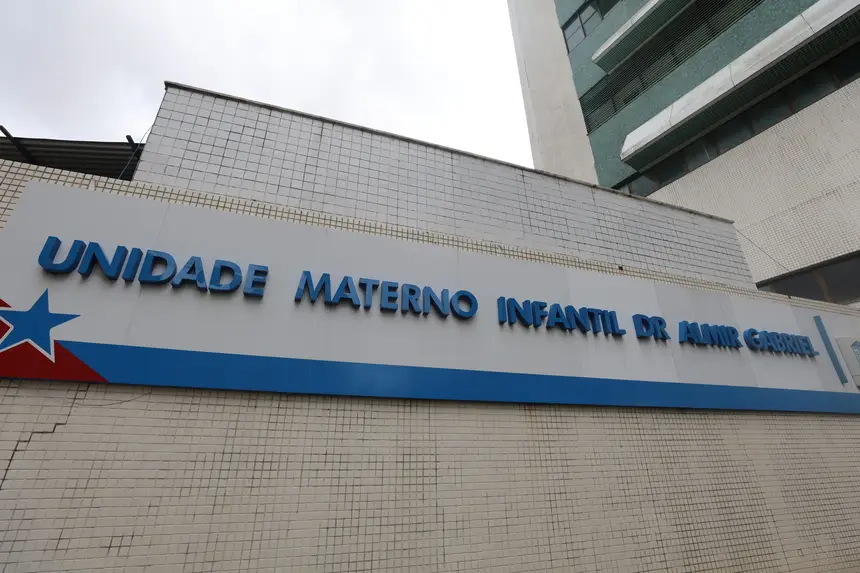 UNIDADE MATERNO INFANTIL DR ALMIR GABRIEL